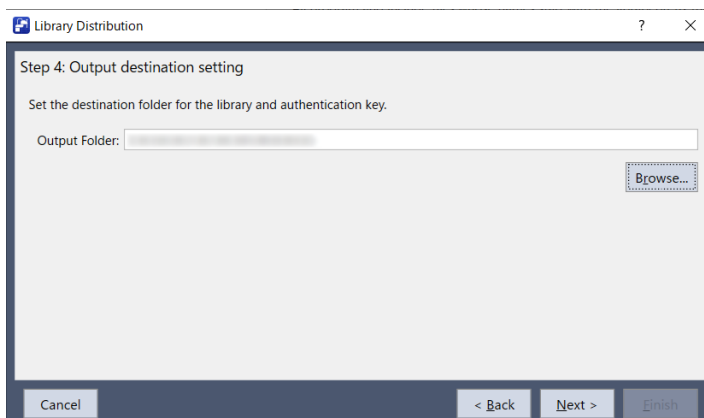 Library Distribution
?
Step 4: Output destination setting
Set the destination folder for the library and authentication key.
Output Folder:
Browse...
Cancel
< Back
Next >
Finish